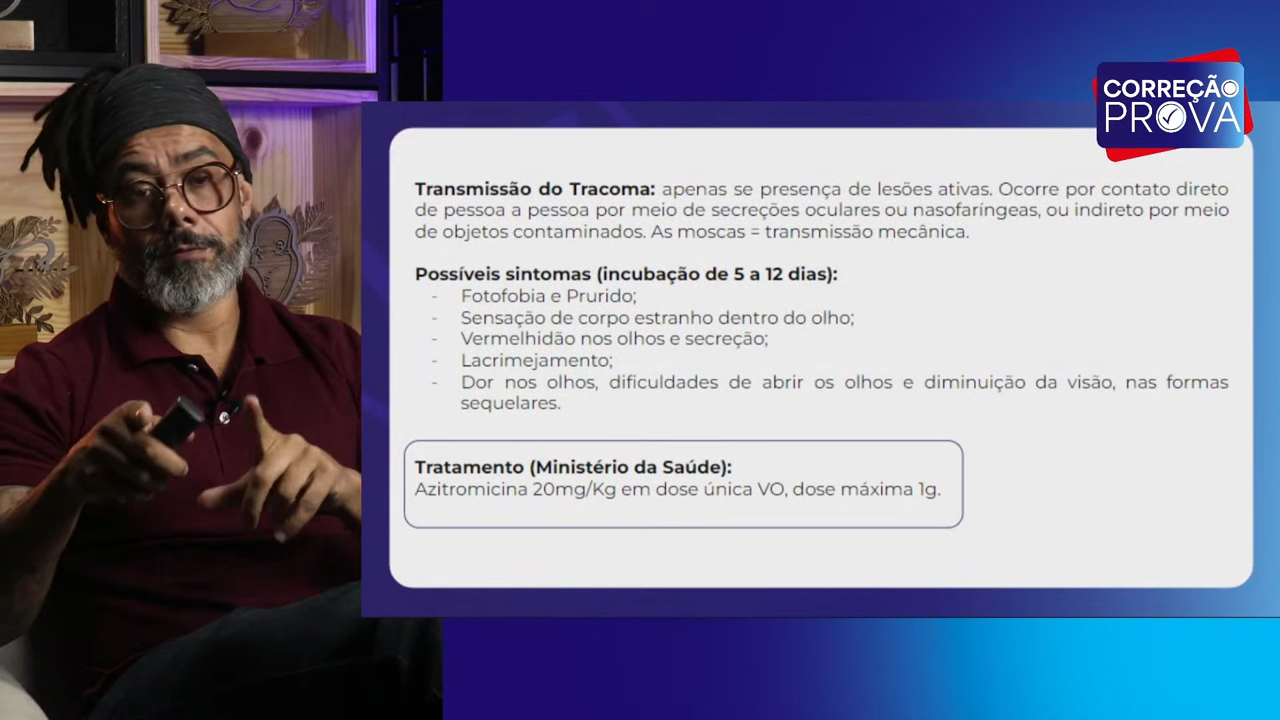 CORREÇÃO
PROVA
Transmissão do Tracoma: apenas se presença de lesões ativas. Ocorre por contato direto
de pessoa a pessoa por meio de secreções oculares ou nasofaríngeas, ou indireto por meio
de objetos contaminados. As moscas = transmissão mecânica.
Possíveis sintomas (incubação de 5 a 12 dias):
- Fotofobia e Prurido;
- Sensação de corpo estranho dentro do olho;
- Vermelhidão nos olhos e secreção;
- Lacrimejamento;
- Dor nos olhos, dificuldades de abrir os olhos e diminuição da visão, nas formas
sequelares.
Tratamento (Ministério da Saúde):
Azitromicina 20mg/Kg em dose única VO, dose máxima 1g.